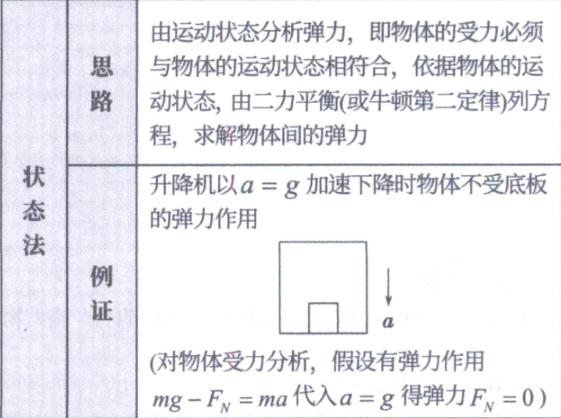 状态法
思路
由运动状态分析弹力，即物体的受力必须
与物体的运动状态相符合，依据物体的运
动状态，由二力平衡(或牛顿第二定律)列方
程，求解物体间的弹力
例证
升降机以a = g 加速下降时物体不受底板
的弹力作用
a
(对物体受力分析，假设有弹力作用
mg − F_N = ma 代入a = g 得弹力F_N = 0 )